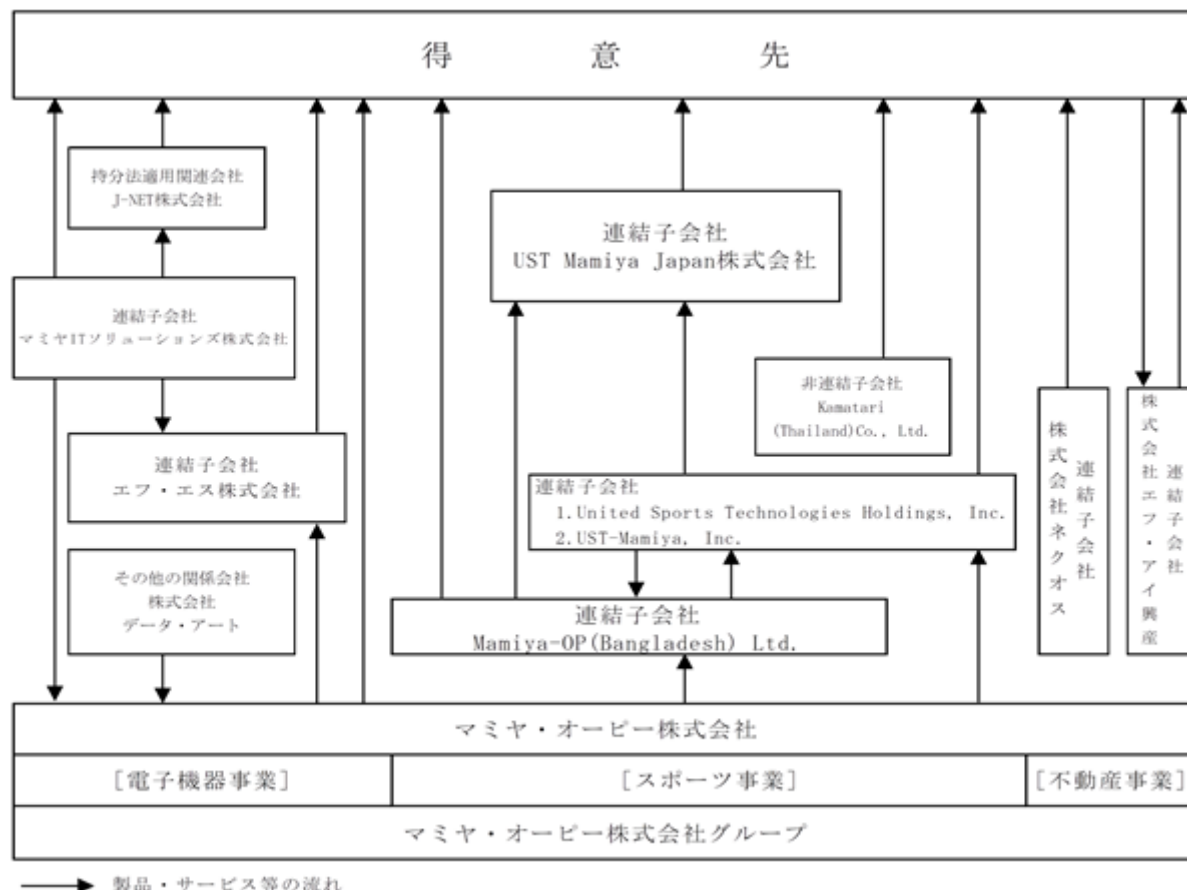 得意先
持分法適用関連会社
J-NET株式会社
連結子会社
マミヤITソリューションズ株式会社
連結子会社
エフ・エス株式会社
その他の関係会社
株式会社
データ・アート
連結子会社
UST Mamiya Japan株式会社
非連結子会社
Kamatari
(Thailand)Co., Ltd.
連結子会社
1.United Sports Technologies Holdings, Inc.
2.UST-Mamiya, Inc.
連結子会社
Mamiya-OP(Bangladesh) Ltd.
連結子会社
株式会社ネクオス
連結子会社
株式会社エフ・アイ興産
マミヤ・オーピー株式会社
[電子機器事業]
[スポーツ事業]
[不動産事業]
マミヤ・オーピー株式会社グループ
製品・サービス等の流れ